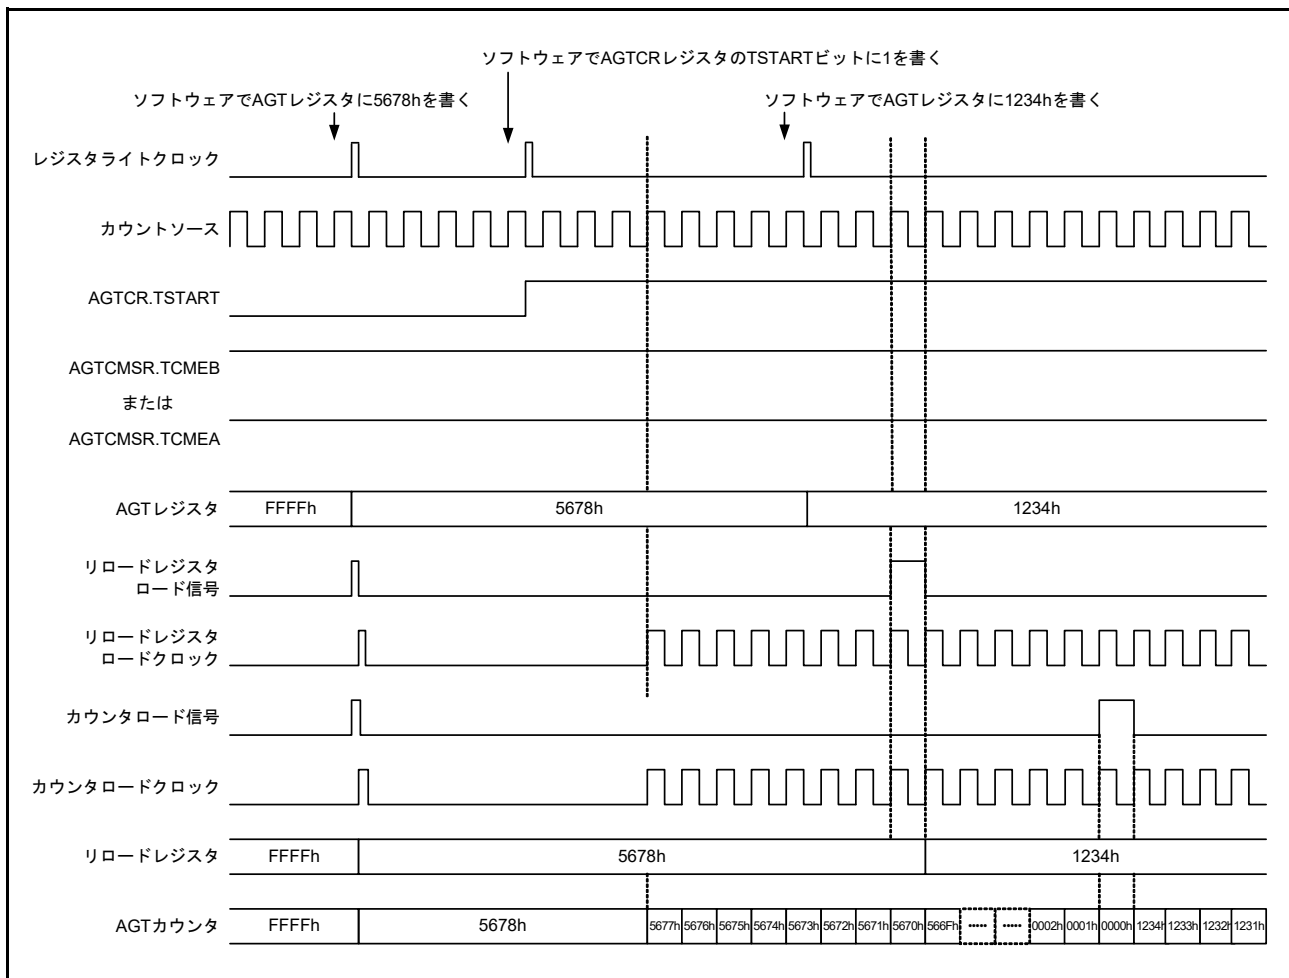 ソフトウェアでAGTCRレジスタのTSTARTビットに1を書く
ソフトウェアでAGTレジスタに5678hを書く
ソフトウェアでAGTレジスタに1234hを書く
レジスタライトクロック
カウントソース
AGTCR.TSTART
AGTCMSR.TCMEB
または
AGTCMSR.TCMEA
AGTレジスタ FFFFh 5678h 1234h
リロードレジスタ
ロード信号
リロードレジスタ
ロードクロック
カウンタロード信号
カウンタロードクロック
リロードレジスタ FFFFh 5678h 1234h
AGTカウンタ FFFFh 5678h 5677h 5676h 5675h 5674h 5673h 5672h 5671h 5670h 566Fh ····· ····· 0002h 0001h 0000h 1234h 1233h 1232h 1231h